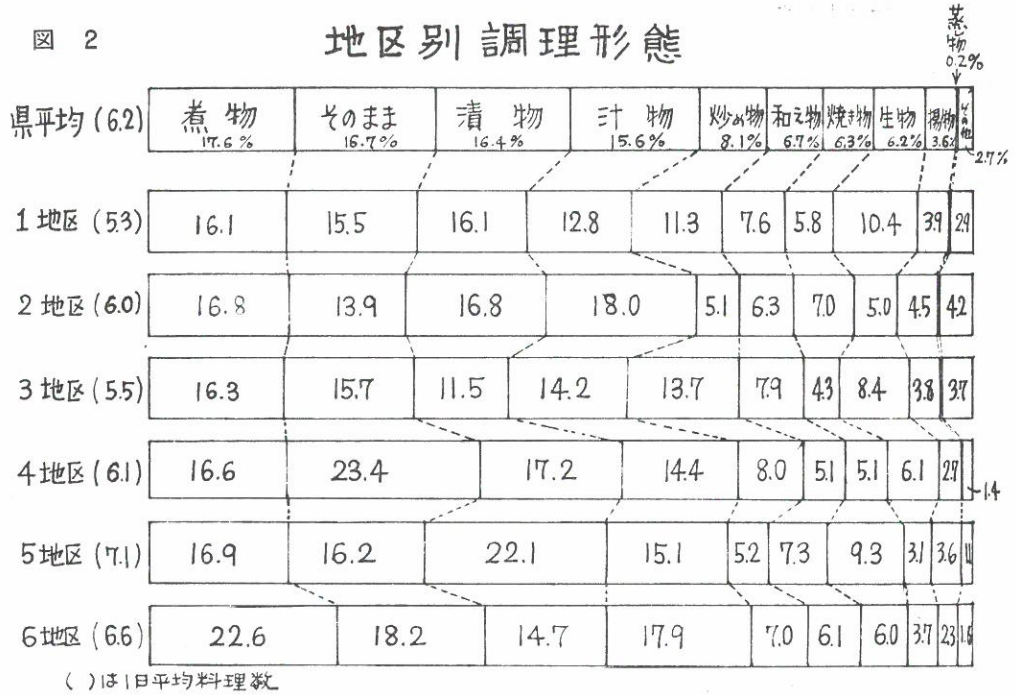 図 2
地区別調理形態
蒸し物
0.2%
県平均(6.2) 煮物 そのまま 漬物 汁物 炒め物 和え物 焼き物 生物 揚物 その他
17.6% 16.7% 16.4% 15.6% 8.1% 6.7% 6.3% 6.2% 3.6%
2.7%
1地区(5.3) 16.1 15.5 16.1 12.8 11.3 7.6 5.8 10.4 3.9 2.9
2地区(6.0) 16.8 13.9 16.8 18.0 5.1 6.3 7.0 5.0 4.5 4.2
3地区(5.5) 16.3 15.7 11.5 14.2 13.7 7.9 4.3 8.4 3.8 3.7
4地区(6.1) 16.6 23.4 17.2 14.4 8.0 5.1 5.1 6.1 2.7
1.4
5地区(7.1) 16.9 16.2 22.1 15.1 5.2 7.3 9.3 3.1 3.6
6地区(6.6) 22.6 18.2 14.7 17.9 7.0 6.1 6.0 3.7 2.3 1.6
( )は1日平均料理数